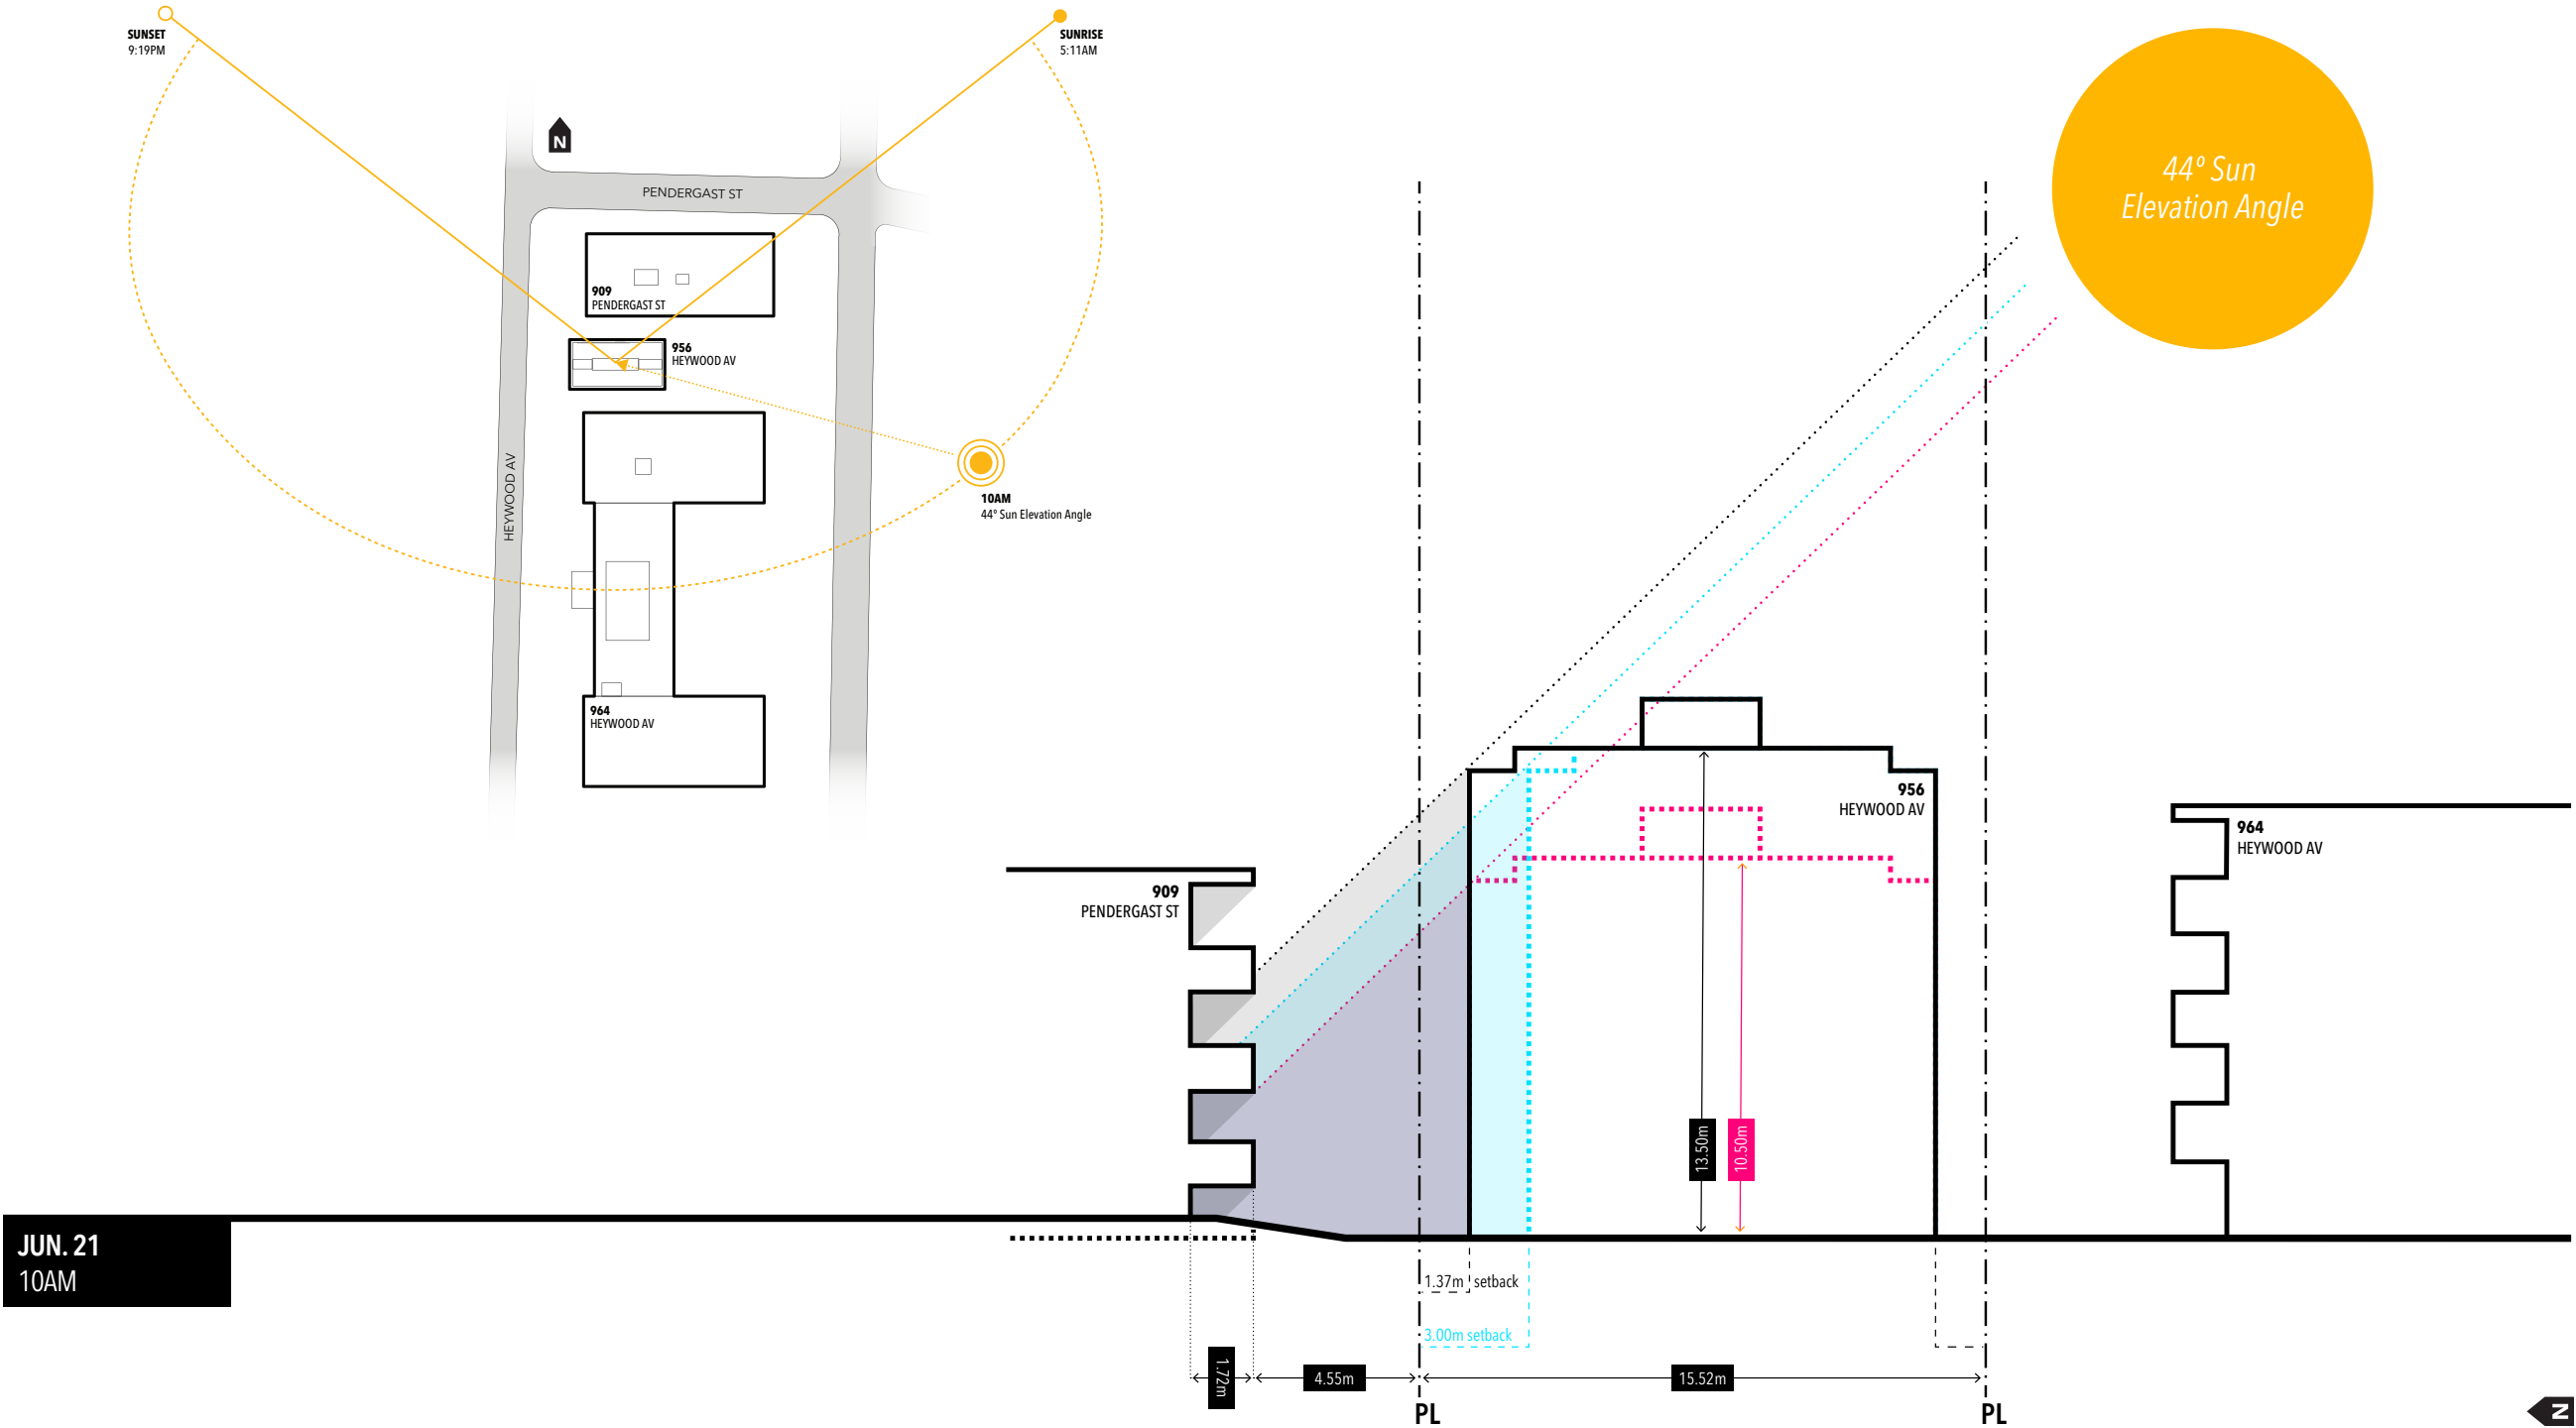 SUNSET
9:19PM
SUNRISE
5:11AM
N
PENDERGAST ST
909
PENDERGAST ST
956
HEYWOOD AV
HEYWOOD AV
10AM
44º Sun Elevation Angle
964
HEYWOOD AV
44º Sun
Elevation Angle
956
HEYWOOD AV
964
HEYWOOD AV
909
PENDERGAST ST
13.50m
10.50m
JUN. 21
10AM
1.37m setback
3.00m setback
1.72m
4.55m
15.52m
PL
PL
N